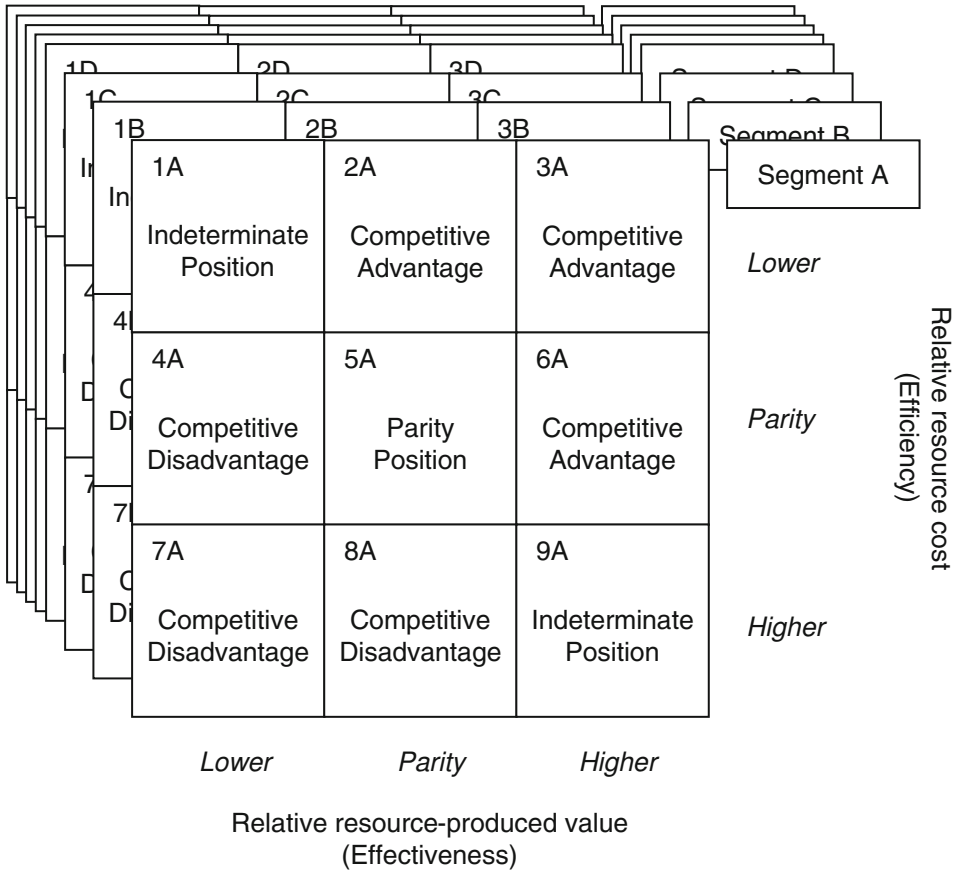 1D
2D
3D
1C
2C
3C
1B
2B
3B
Segment B
1A
2A
3A
Segment A
Indeterminate
Position
Competitive
Advantage
Competitive
Advantage
Lower
4A
5A
6A
Competitive
Disadvantage
Parity
Position
Competitive
Advantage
Parity
7A
8A
9A
Competitive
Disadvantage
Competitive
Disadvantage
Indeterminate
Position
Higher
Relative resource cost
(Efficiency)
Lower
Parity
Higher
Relative resource-produced value
(Effectiveness)